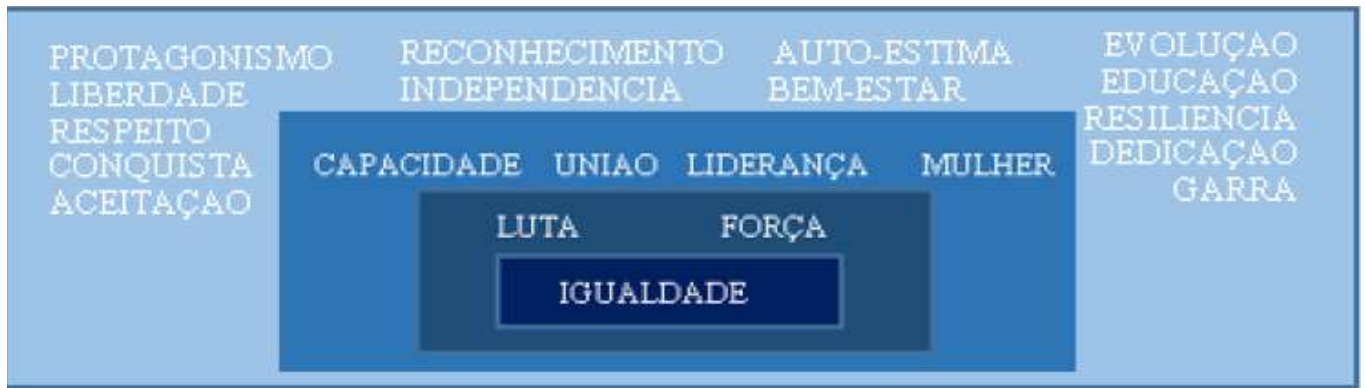 PROTAGONISMO
LIBERDADE
RESPEITO
CONQUISTA
ACEITAÇAO
RECONHECIMENTO
INDEPENDENCIA
AUTO-ESTIMA
BEM-ESTAR
EVOLUÇAO
EDUCAÇAO
RESILIENCIA
DEDICAÇAO
GARRA
CAPACIDADE UNIAO LIDERANÇA MULHER
LUTA FORÇA
IGUALDADE